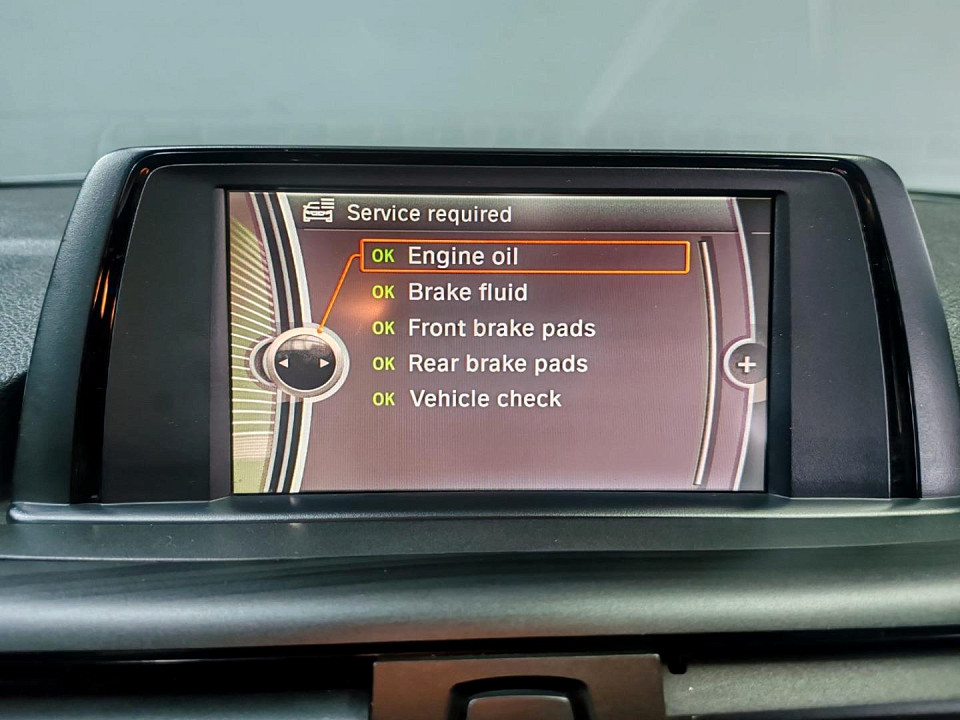 Service required
OK Engine oil
OK Brake fluid
OK Front brake pads
OK Rear brake pads
OK Vehicle check
+